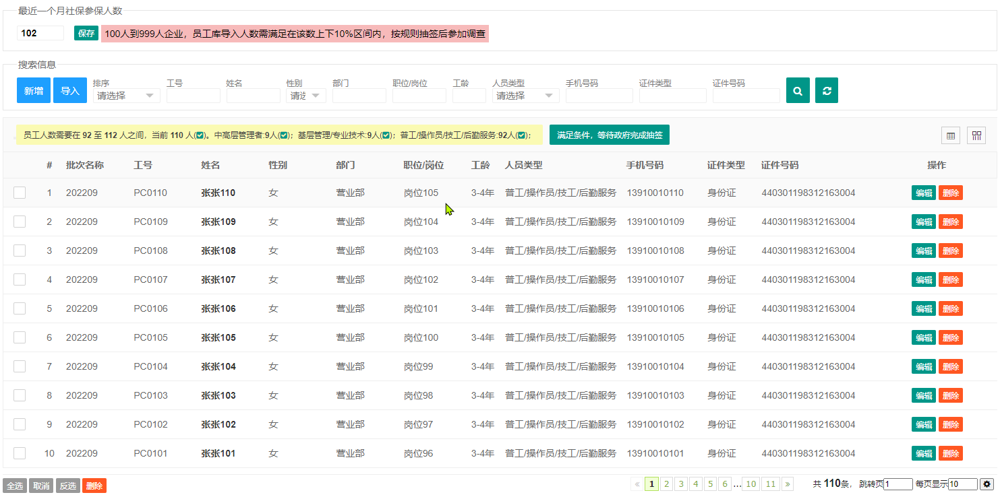 最近一个月社保参保人数
102 保存 100人到999人企业，员工库导入人数需满足在该数上下10%区间内，按规则抽签后参加调查
搜索信息
新增 导入 排序 工号 姓名 性别 部门 职位/岗位 工龄 人员类型 手机号码 证件类型 证件号码
请选择 请选 请选择
员工人数需要在 92 至 112 人之间，当前 110 人()。中高层管理者:9人()；基层管理/专业技术:9人()；普工/操作员/技工/后勤服务:92人()； 满足条件，等待政府完成抽签
# 批次名称 工号 姓名 性别 部门 职位/岗位 工龄 人员类型 手机号码 证件类型 证件号码 操作
1 202209 PC0110 张张110 女 营业部 岗位105 3-4年 普工/操作员/技工/后勤服务 13910010110 身份证 440301198312163004 编辑 删除
2 202209 PC0109 张张109 女 营业部 岗位104 3-4年 普工/操作员/技工/后勤服务 13910010109 身份证 440301198312163004 编辑 删除
3 202209 PC0108 张张108 女 营业部 岗位103 3-4年 普工/操作员/技工/后勤服务 13910010108 身份证 440301198312163004 编辑 删除
4 202209 PC0107 张张107 女 营业部 岗位102 3-4年 普工/操作员/技工/后勤服务 13910010107 身份证 440301198312163004 编辑 删除
5 202209 PC0106 张张106 女 营业部 岗位101 3-4年 普工/操作员/技工/后勤服务 13910010106 身份证 440301198312163004 编辑 删除
6 202209 PC0105 张张105 女 营业部 岗位100 3-4年 普工/操作员/技工/后勤服务 13910010105 身份证 440301198312163004 编辑 删除
7 202209 PC0104 张张104 女 营业部 岗位99 3-4年 普工/操作员/技工/后勤服务 13910010104 身份证 440301198312163004 编辑 删除
8 202209 PC0103 张张103 女 营业部 岗位98 3-4年 普工/操作员/技工/后勤服务 13910010103 身份证 440301198312163004 编辑 删除
9 202209 PC0102 张张102 女 营业部 岗位97 3-4年 普工/操作员/技工/后勤服务 13910010102 身份证 440301198312163004 编辑 删除
10 202209 PC0101 张张101 女 营业部 岗位96 3-4年 普工/操作员/技工/后勤服务 13910010101 身份证 440301198312163004 编辑 删除
全选 取消 反选 删除 « 1 2 3 4 5 6 … 10 11 » 共 110条， 跳转页1 每页显示10